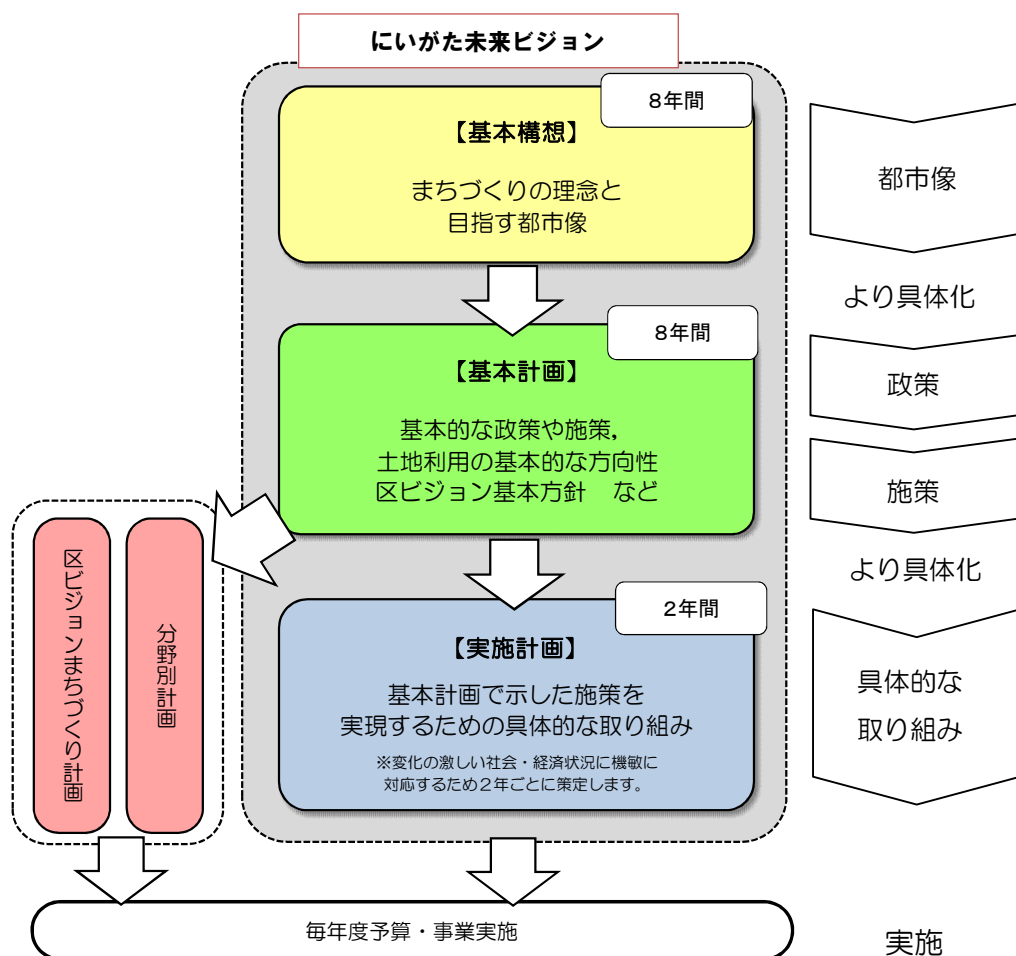 にいがた未来ビジョン
8年間
【基本構想】
まちづくりの理念と
目指す都市像
都市像
より具体化
8年間
【基本計画】
基本的な政策や施策,
土地利用の基本的な方向性
区ビジョン基本方針　など
政策
施策
より具体化
区ビジョンまちづくり計画
分野別計画
2年間
【実施計画】
基本計画で示した施策を
実現するための具体的な取り組み
※変化の激しい社会・経済状況に機敏に
対応するため2年ごとに策定します。
具体的な
取り組み
毎年度予算・事業実施
実施